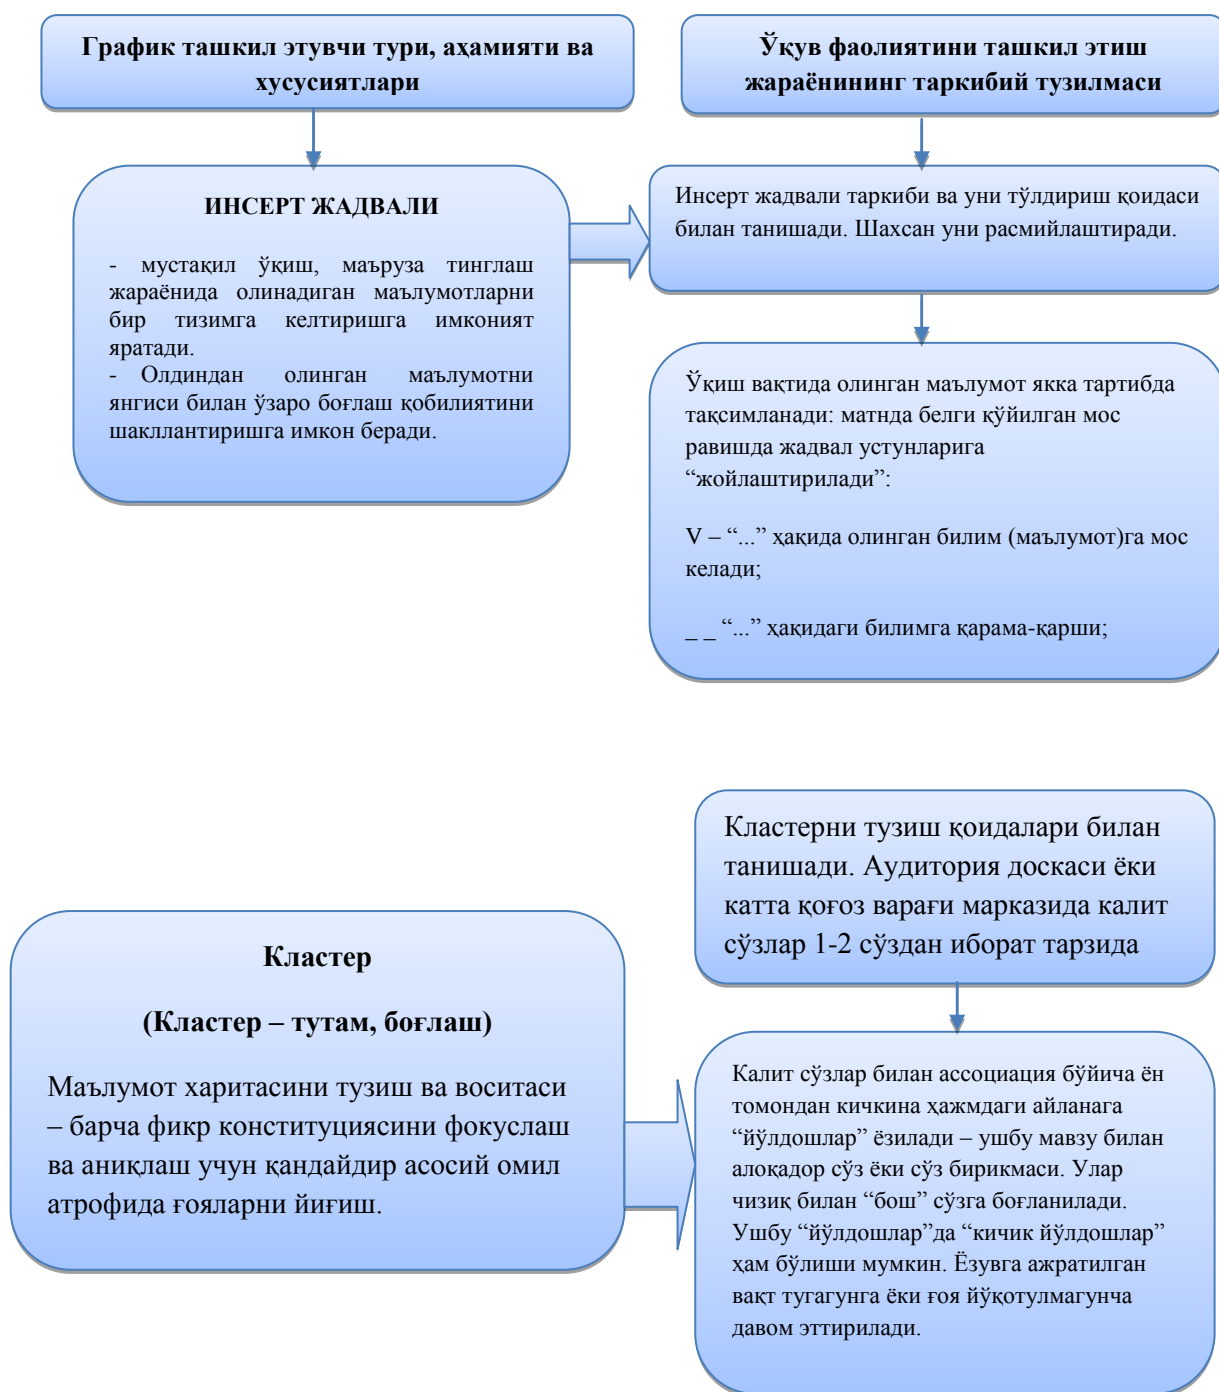 График ташкил этувчи тури, аҳамияти ва
хусусиятлари
Ўқув фаолиятини ташкил этиш
жараёнининг таркибий тузилмаси
ИНСЕРТ ЖАДВАЛИ
- мустақил ўқиш, маъруза тинглаш
жараёнида олинадиган маълумотларни
бир тизимга келтиришга имконият
яратади.
- Олдиндан олинган маълумотни
янгиси билан ўзаро боғлаш қобилиятини
шакллантиришга имкон беради.
Инсерт жадвали таркиби ва уни тўлдириш қоидаси
билан танишади. Шахсан уни расмийлаштиради.
Ўқиш вақтида олинган маълумот якка тартибда
тақсимланади: матнда белги қўйилган мос
равишда жадвал устунларига
“жойлаштирилади”:
V – “...” ҳақида олинган билим (маълумот)га мос
келади;
_ _ “...” ҳақидаги билимга қарама-қарши;
Кластер
(Кластер – тутам, боғлаш)
Маълумот харитасини тузиш ва воситаси
– барча фикр конституциясини фокуслаш
ва аниқлаш учун қандайдир асосий омил
атрофида ғояларни йиғиш.
Кластерни тузиш қоидалари билан
танишади. Аудитория доскаси ёки
катта қоғоз варағи марказида калит
сўзлар 1-2 сўздан иборат тарзида
Калит сўзлар билан ассоциация бўйича ён
томондан кичкина ҳажмдаги айланага
“йўлдошлар” ёзилади – ушбу мавзу билан
алоқадор сўз ёки сўз бирикмаси. Улар
чизиқ билан “бош” сўзга боғланилади.
Ушбу “йўлдошлар”да “кичик йўлдошлар”
ҳам бўлиши мумкин. Ёзувга ажратилган
вақт тугагунга ёки ғоя йўқотулмагунча
давом эттирилади.